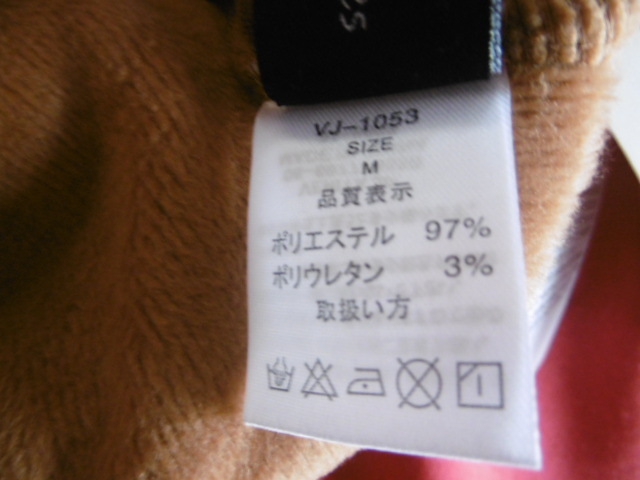 VJ-1053
SIZE
M
品質表示
ポリエステル 97%
ポリウレタン 3%
取扱い方